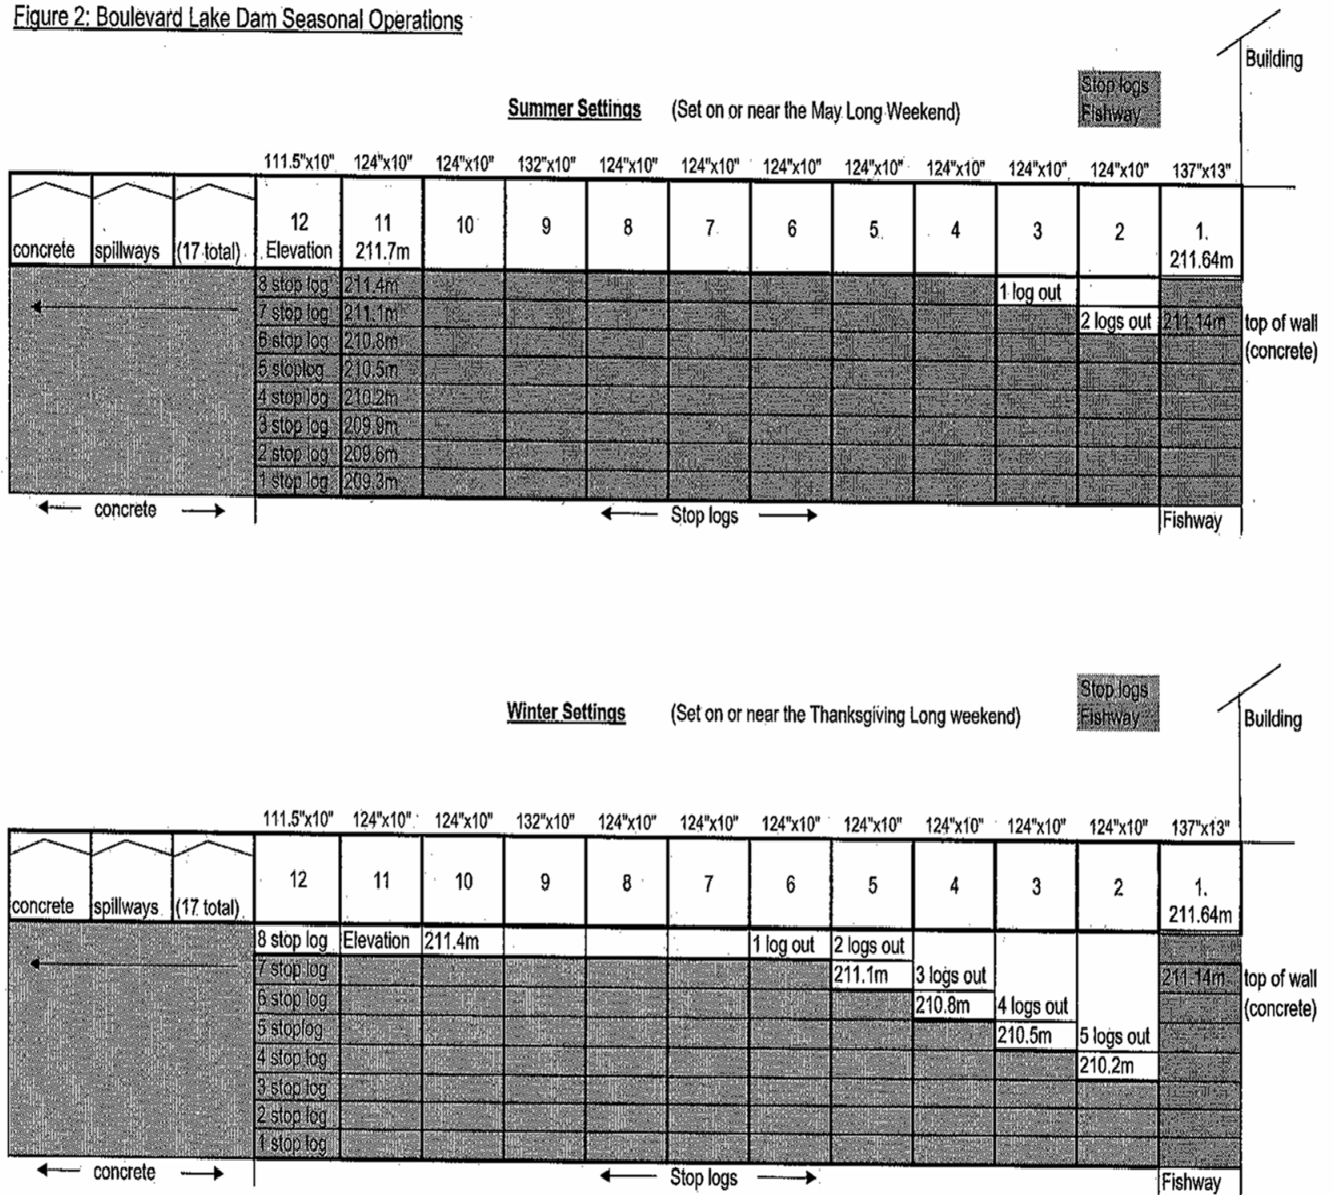 Figure 2: Boulevard Lake Dam Seasonal Operations
Building
Stop logs
Fishway
Summer Settings (Set on or near the May Long Weekend)
111.5"x10" 124"x10" 124"x10" 132"x10" 124"x10" 124"x10" 124"x10" 124"x10" 124"x10" 124"x10" 124"x10" 137"x13"
12 11 10 9 8 7 6 5 4 3 2 1.
concrete spillways (17 total) Elevation 211.7m 211.64m
8 stop log 211.4m 1 log out
7 stop log 211.1m 2 logs out 211.14m top of wall
6 stop log 210.8m (concrete)
5 stoplog 210.5m
4 stop log 210.2m
3 stop log 209.9m
2 stop log 209.6m
1 stop log 209.3m
concrete Stop logs Fishway
Stop logs
Fishway
Building
Winter Settings (Set on or near the Thanksgiving Long weekend)
111.5"x10" 124"x10" 124"x10" 132"x10" 124"x10" 124"x10" 124"x10" 124"x10" 124"x10" 124"x10" 124"x10" 137"x13"
12 11 10 9 8 7 6 5 4 3 2 1.
concrete spillways (17 total) 211.64m
8 stop log Elevation 211.4m 1 log out 2 logs out
7 stop log 211.1m 3 logs out 211.14m top of wall
6 stop log 210.8m 4 logs out (concrete)
5 stoplog 210.5m 5 logs out
4 stop log 210.2m
3 stop log
2 stop log
1 stop log
concrete Stop logs Fishway